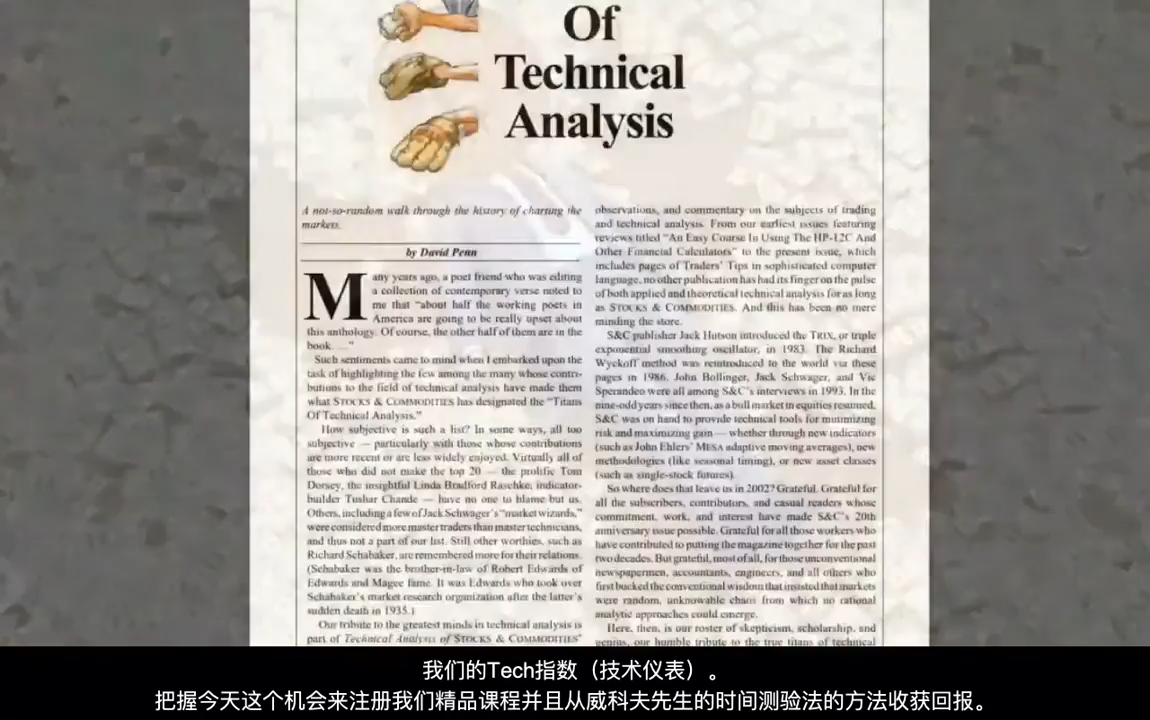 Of
Technical
Analysis
A not-so-random walk through the history of charting the
markets.
by David Penn
Many years ago, a poet friend who was editing
a collection of contemporary verse noted to
me that "about half the working poets in
America are going to be really upset about
this anthology. Of course, the other half of them are in the
book. ..."
Such sentiments came to mind when I embarked upon the
task of highlighting the few among the many whose contri-
butions to the field of technical analysis have made them
what STOCKS & COMMODITIES has designated the "Titans
Of Technical Analysis."
How subjective is such a list? In some ways, all too
subjective — particularly with those whose contributions
are more recent or are less widely enjoyed. Virtually all of
those who did not make the top 20 — the prolific Tom
Dorsey, the insightful Linda Bradford Raschke, indicator-
builder Tushar Chande — have no one to blame but us.
Others, including a few of Jack Schwager's "market wizards,"
were considered more master traders than master technicians,
and thus not a part of our list. Still other worthies, such as
Richard Schabaker, are remembered more for their relations.
(Schabaker was the brother-in-law of Robert Edwards of
Edwards and Magee fame. It was Edwards who took over
Schabaker's market research organization after the latter's
sudden death in 1935.)
Our tribute to the greatest minds in technical analysis is
part of Technical Analysis of STOCKS & COMMODITIES'
observations, and commentary on the subjects of trading
and technical analysis. From our earliest issues featuring
reviews titled "An Easy Course In Using The HP-12C And
Other Financial Calculators" to the present issue, which
includes pages of Traders' Tips in sophisticated computer
language, no other publication has had its finger on the pulse
of both applied and theoretical technical analysis for as long
as STOCKS & COMMODITIES. And this has been no mere
minding the store.
S&C publisher Jack Hutson introduced the TRIX, or triple
exponential smoothing oscillator, in 1983. The Richard
Wyckoff method was reintroduced to the world via these
pages in 1986. John Bollinger, Jack Schwager, and Vic
Sperandeo were all among S&C's interviews in 1993. In the
nine-odd years since then, as a bull market in equities resumed,
S&C was on hand to provide technical tools for minimizing
risk and maximizing gain — whether through new indicators
(such as John Ehlers' MESA adaptive moving averages), new
methodologies (like seasonal timing), or new asset classes
(such as single-stock futures).
So where does that leave us in 2002? Grateful. Grateful for
all the subscribers, contributors, and casual readers whose
commitment, work, and interest have made S&C's 20th
anniversary issue possible. Grateful for all those workers who
have contributed to putting the magazine together for the past
two decades. But grateful, most of all, for those unconventional
newspapermen, accountants, engineers, and all others who
first bucked the conventional wisdom that insisted that markets
were random, unknowable chaos from which no rational
analytic approaches could emerge.
Here, then, is our roster of skepticism, scholarship, and
genius, our humble tribute to the true titans of technical
我们的Tech指数（技术仪表）。
把握今天这个机会来注册我们精品课程并且从威科夫先生的时间测验法的方法收获回报。